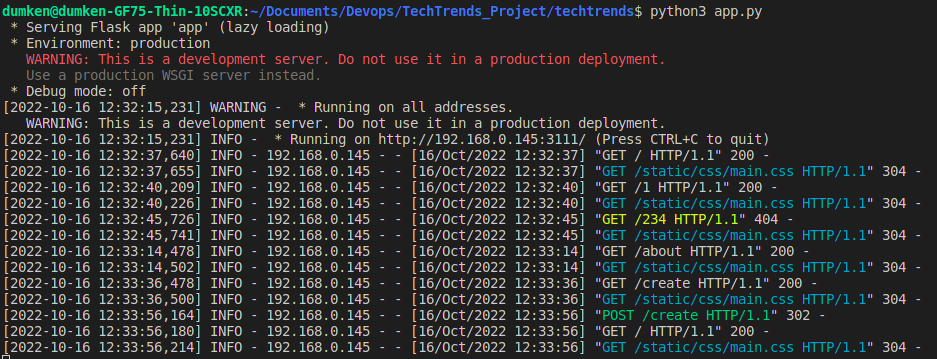 dumken@dumken-GF75-Thin-10SCXR:~/Documents/Devops/TechTrends_Project/techtrends$ python3 app.py
 * Serving Flask app 'app' (lazy loading)
 * Environment: production
   WARNING: This is a development server. Do not use it in a production deployment.
   Use a production WSGI server instead.
 * Debug mode: off
[2022-10-16 12:32:15,231] WARNING -  * Running on all addresses.
   WARNING: This is a development server. Do not use it in a production deployment.
[2022-10-16 12:32:15,231] INFO -  * Running on http://192.168.0.145:3111/ (Press CTRL+C to quit)
[2022-10-16 12:32:37,640] INFO - 192.168.0.145 - - [16/Oct/2022 12:32:37] "GET / HTTP/1.1" 200 -
[2022-10-16 12:32:37,655] INFO - 192.168.0.145 - - [16/Oct/2022 12:32:37] "GET /static/css/main.css HTTP/1.1" 304 -
[2022-10-16 12:32:40,209] INFO - 192.168.0.145 - - [16/Oct/2022 12:32:40] "GET /1 HTTP/1.1" 200 -
[2022-10-16 12:32:40,226] INFO - 192.168.0.145 - - [16/Oct/2022 12:32:40] "GET /static/css/main.css HTTP/1.1" 304 -
[2022-10-16 12:32:45,726] INFO - 192.168.0.145 - - [16/Oct/2022 12:32:45] "GET /234 HTTP/1.1" 404 -
[2022-10-16 12:32:45,741] INFO - 192.168.0.145 - - [16/Oct/2022 12:32:45] "GET /static/css/main.css HTTP/1.1" 304 -
[2022-10-16 12:33:14,478] INFO - 192.168.0.145 - - [16/Oct/2022 12:33:14] "GET /about HTTP/1.1" 200
[2022-10-16 12:33:14,502] INFO - 192.168.0.145 - - [16/Oct/2022 12:33:14] "GET /static/css/main.css HTTP/1.1" 304 -
[2022-10-16 12:33:36,478] INFO - 192.168.0.145 - - [16/Oct/2022 12:33:36] "GET /create HTTP/1.1" 200 -
[2022-10-16 12:33:36,500] INFO - 192.168.0.145 - - [16/Oct/2022 12:33:36] "GET /static/css/main.css HTTP/1.1" 304 -
[2022-10-16 12:33:56,164] INFO - 192.168.0.145 - - [16/Oct/2022 12:33:56] "POST /create HTTP/1.1" 302 -
[2022-10-16 12:33:56,180] INFO - 192.168.0.145 - - [16/Oct/2022 12:33:56] "GET / HTTP/1.1" 200 -
[2022-10-16 12:33:56,214] INFO - 192.168.0.145 - - [16/Oct/2022 12:33:56] "GET /static/css/main.css HTTP/1.1" 304 -